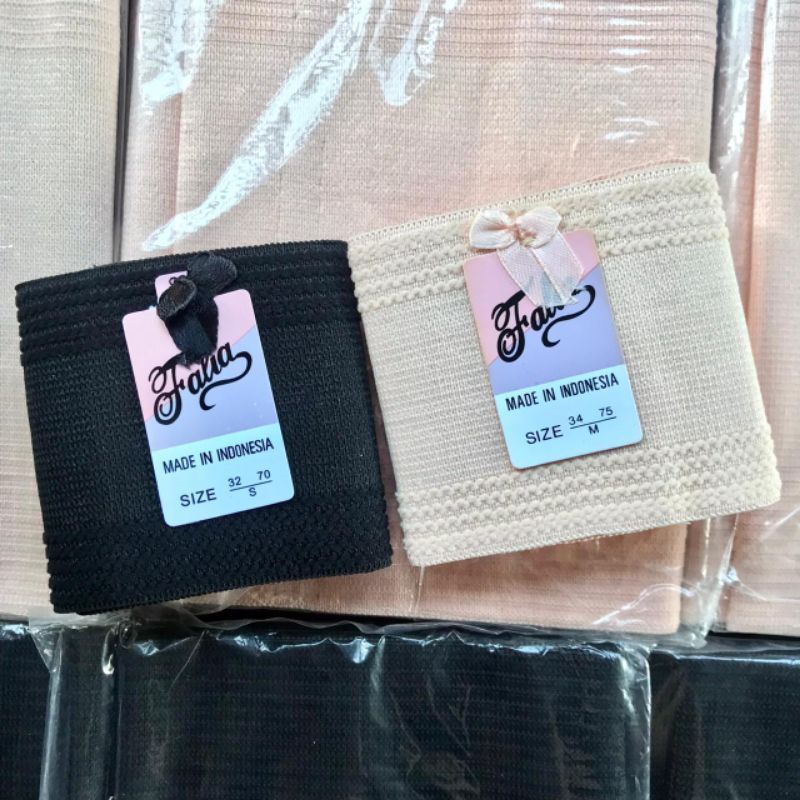 Falia
MADE IN INDONESIA
SIZE 32 70
S
Falia
MADE IN INDONESIA
SIZE 34 75
M